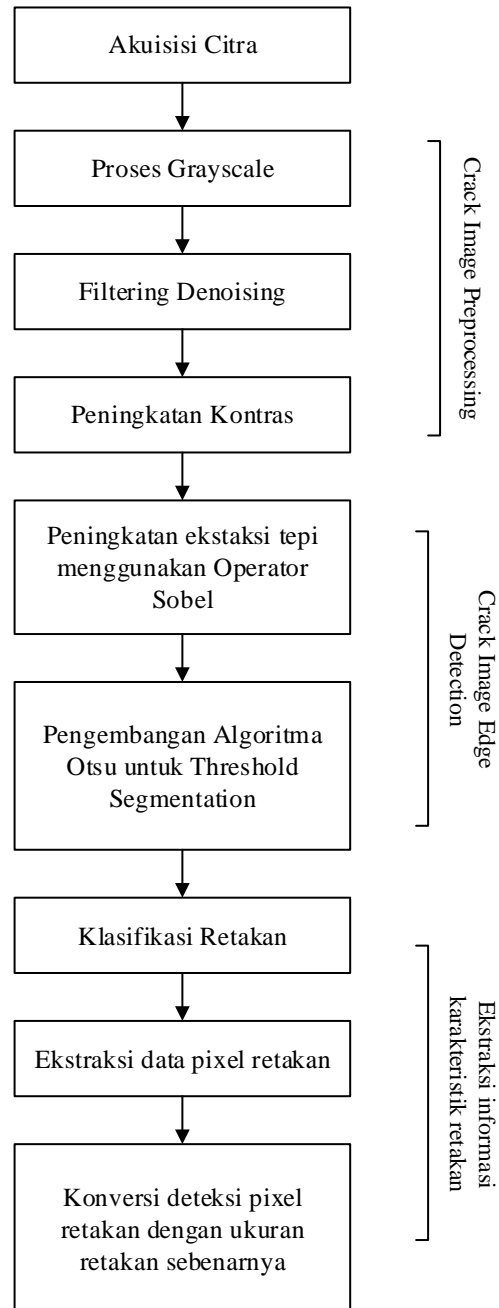 Akuisisi Citra
Proses Grayscale
Filtering Denoising
Peningkatan Kontras
Crack Image Preprocessing
Peningkatan ekstaksi tepi
menggunakan Operator
Sobel
Pengembangan Algoritma
Otsu untuk Threshold
Segmentation
Crack Image Edge
Detection
Klasifikasi Retakan
Ekstraksi data pixel retakan
Konversi deteksi pixel
retakan dengan ukuran
retakan sebenarnya
Ekstraksi informasi
karakteristik retakan